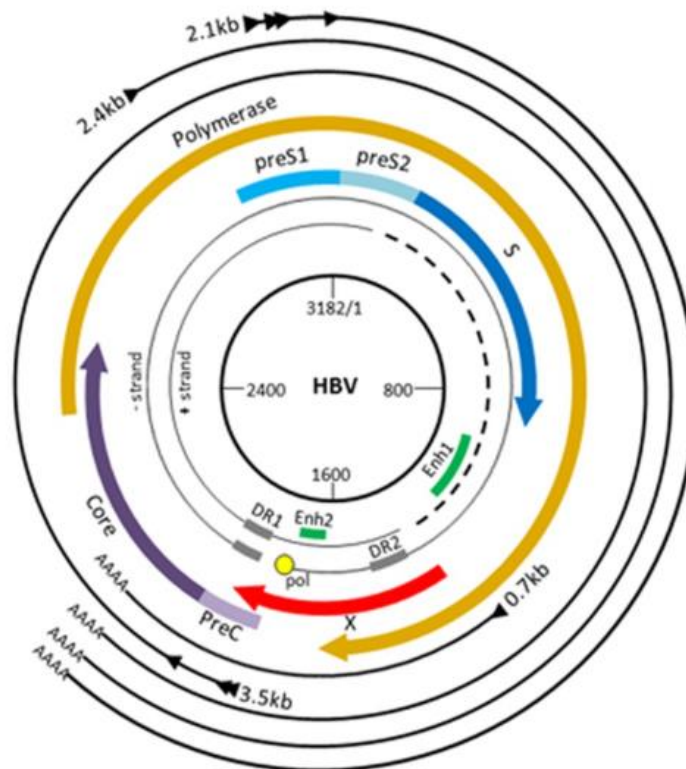 2.1kb
2.4kb
Polymerase
preS1
preS2
S
3182/1
- strand
+ strand
2400
HBV
800
Enh1
1600
DR1
Enh2
DR2
Core
pol
0.7kb
X
PreC
AAAA
AAAA
AAAA
AAAA
3.5kb